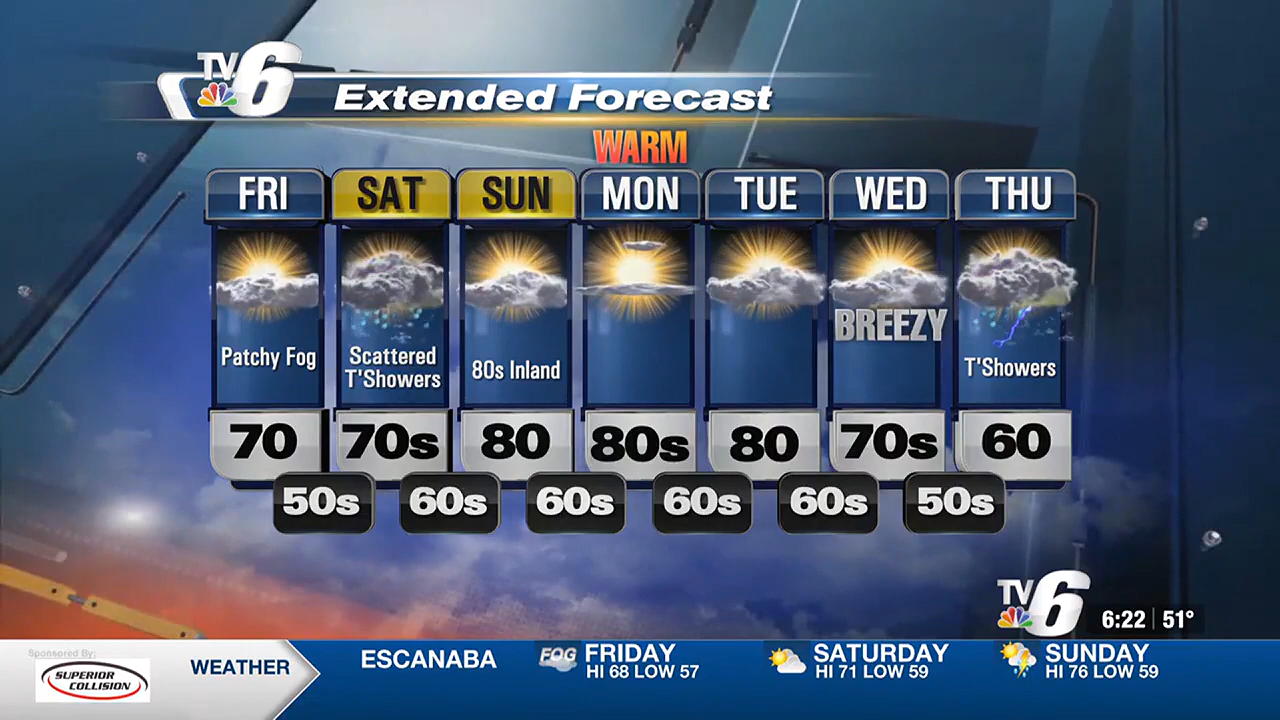 TV6
Extended Forecast
WARM
FRI SAT SUN MON TUE WED THU
BREEZY
Patchy Fog
Scattered T'Showers
80s Inland
T'Showers
70 70s 80 80s 80 70s 60
50s 60s 60s 60s 60s 50s
TV6
6:22 51°
Sponsored By:
SUPERIOR
COLLISION
WEATHER
ESCANABA
FOG
FRIDAY
HI 68 LOW 57
SATURDAY
HI 71 LOW 59
SUNDAY
HI 76 LOW 59